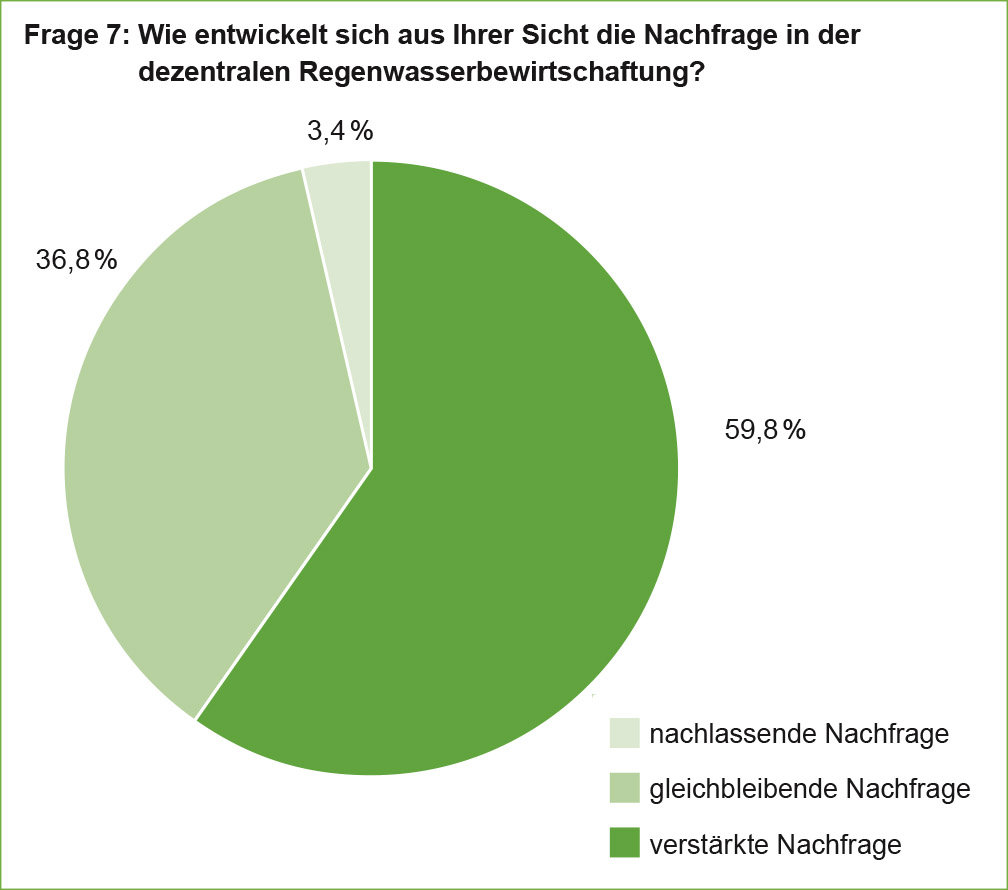 Frage 7: Wie entwickelt sich aus Ihrer Sicht die Nachfrage in der
dezentralen Regenwasserbewirtschaftung?
3,4 %
36,8 %
59,8 %
nachlassende Nachfrage
gleichbleibende Nachfrage
verstärkte Nachfrage